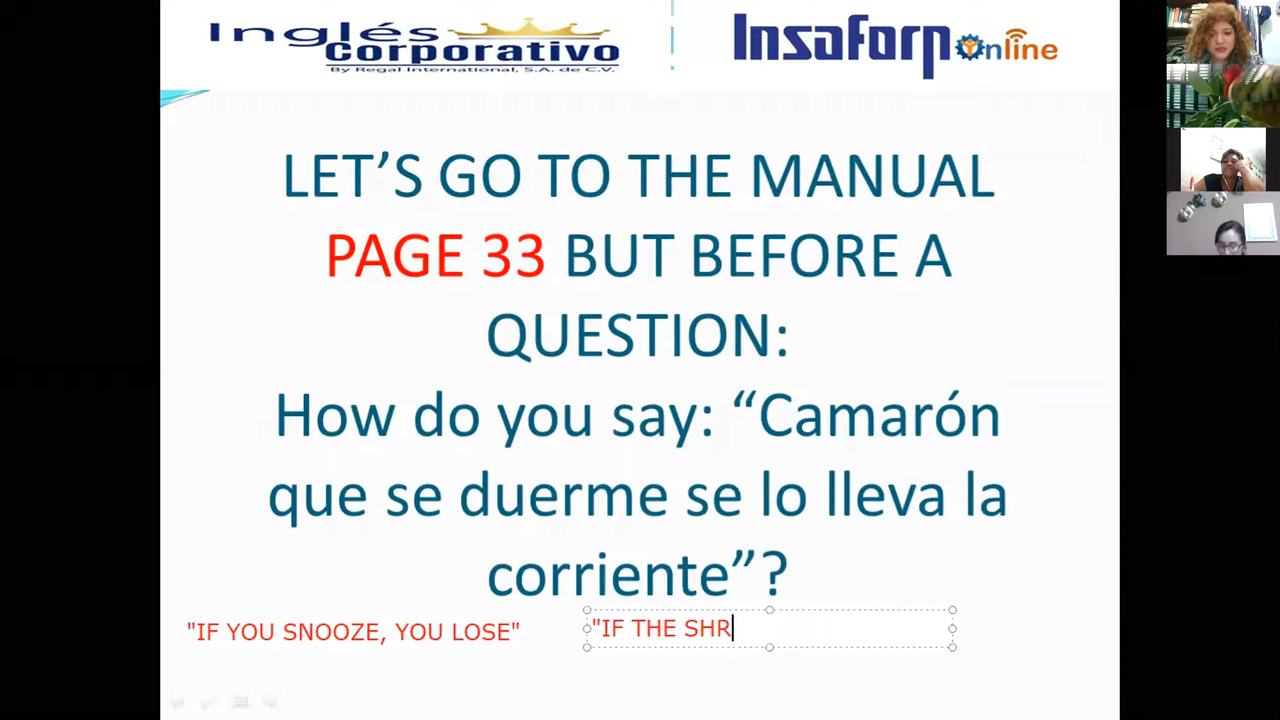 Inglés
Corporativo
By Regal International, S.A. de C.V.
Insaforp Online
LET'S GO TO THE MANUAL
PAGE 33 BUT BEFORE A
QUESTION:
How do you say: “Camarón
que se duerme se lo lleva la
corriente”?
"IF YOU SNOOZE, YOU LOSE"
"IF THE SHR